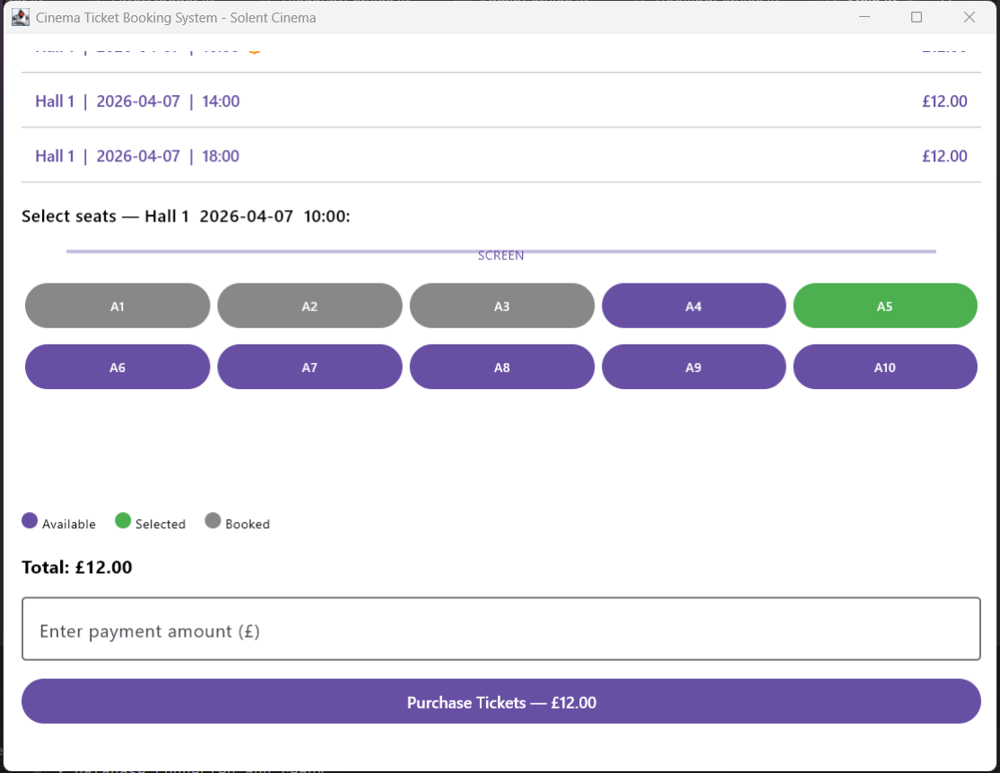 Cinema Ticket Booking System - Solent Cinema
Hall 1 | 2026-04-07 | 14:00 £12.00
Hall 1 | 2026-04-07 | 18:00 £12.00
Select seats — Hall 1 2026-04-07 10:00:
SCREEN
A1 A2 A3 A4 A5
A6 A7 A8 A9 A10
Available Selected Booked
Total: £12.00
Enter payment amount (£)
Purchase Tickets — £12.00